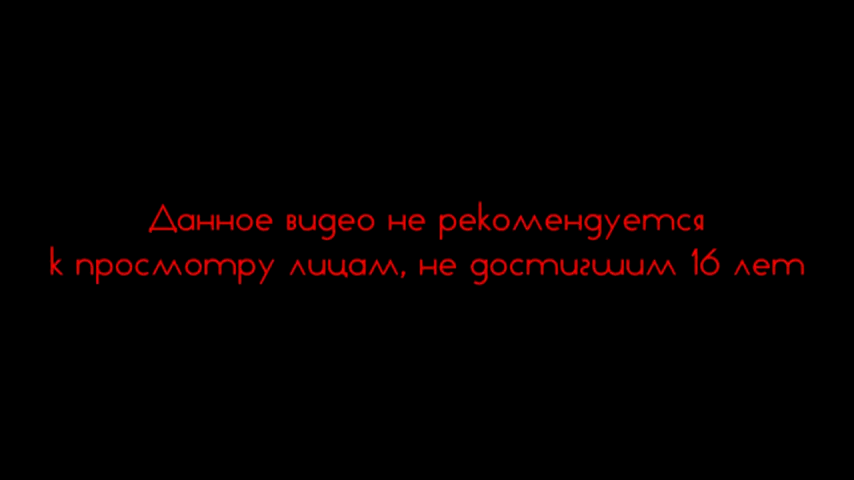 Данное видео не рекомендуется
к просмотру лицам, не достигшим 16 лет